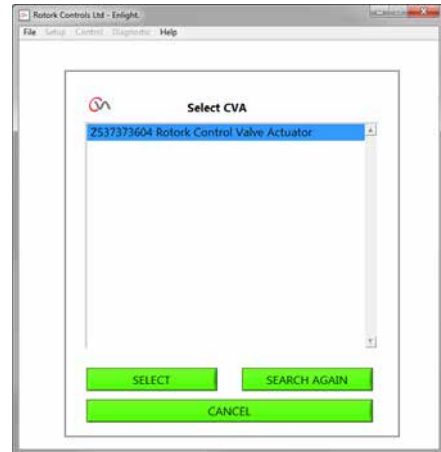 Rotork Controls Ltd - Enlight.
File Setup Control Diagnostic Help
Select CVA
Z537373604 Rotork Control Valve Actuator
SELECT
SEARCH AGAIN
CANCEL